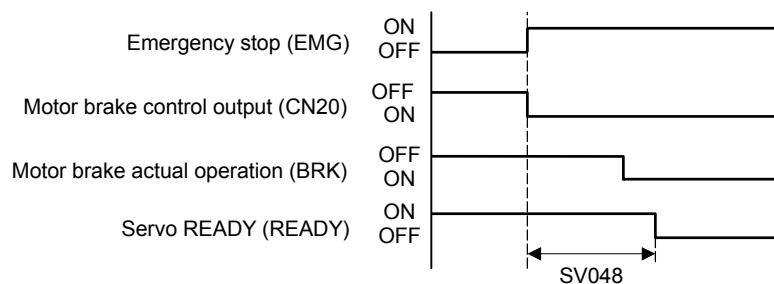 Emergency stop (EMG)
ON
OFF
Motor brake control output (CN20)
OFF
ON
Motor brake actual operation (BRK)
OFF
ON
Servo READY (READY)
ON
OFF
SV048